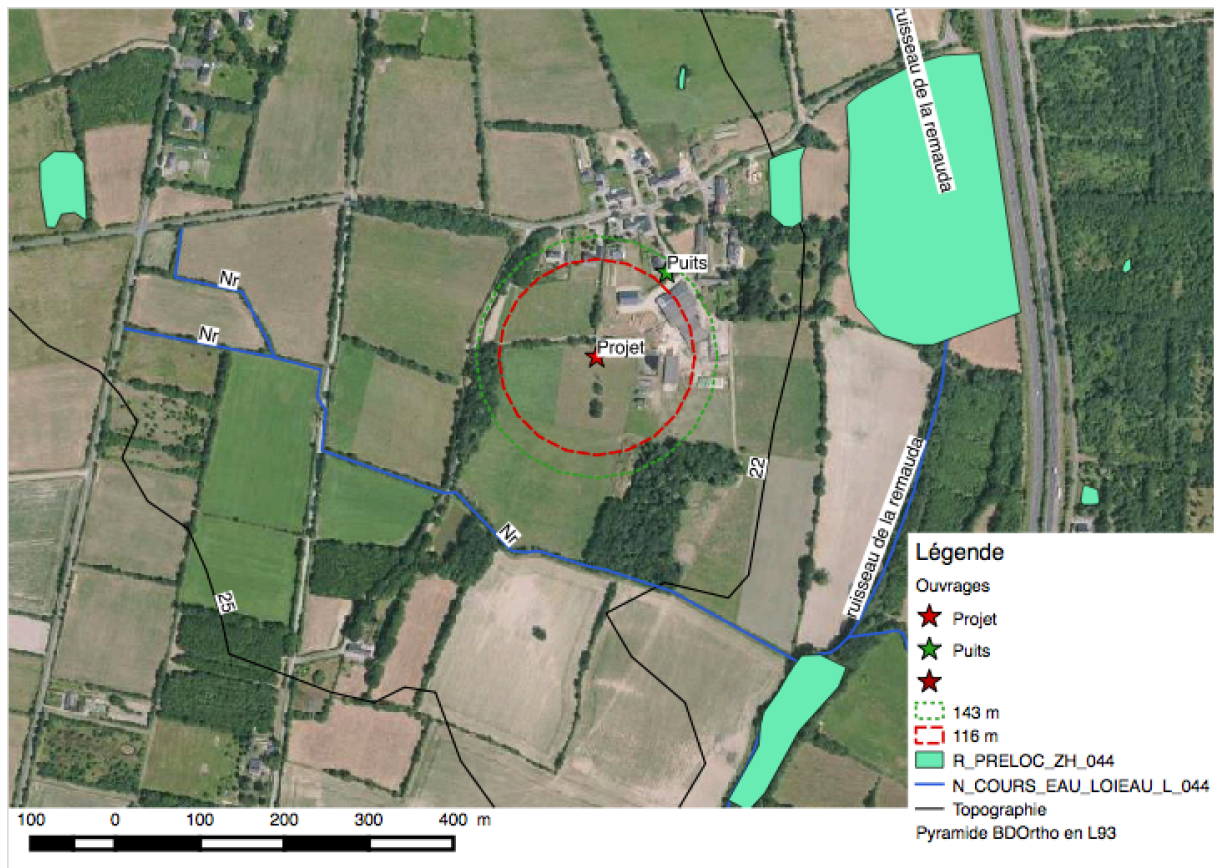 ruisseau de la remauda
Nr
Nr
Puits
Projet
22
Nr
ruisseau de la remauda
25
Légende
Ouvrages
Projet
Puits
143 m
116 m
R_PRELOC_ZH_044
N_COURS_EAU_LOIEAU_L_044
Topographie
Pyramide BDOrtho en L93
100 0 100 200 300 400 m